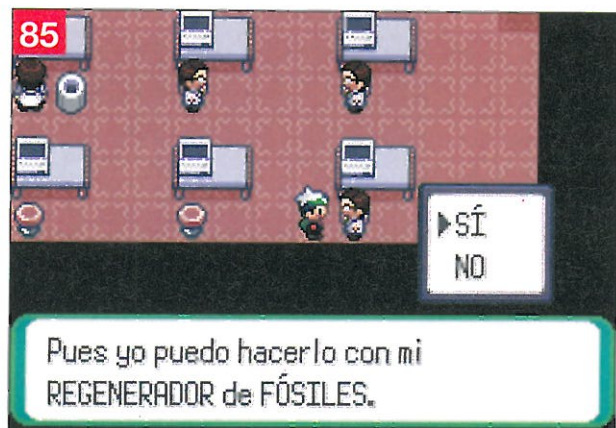 85
SÍ
NO
Pues yo puedo hacerlo con mi
REGENERADOR de FÓSILES.